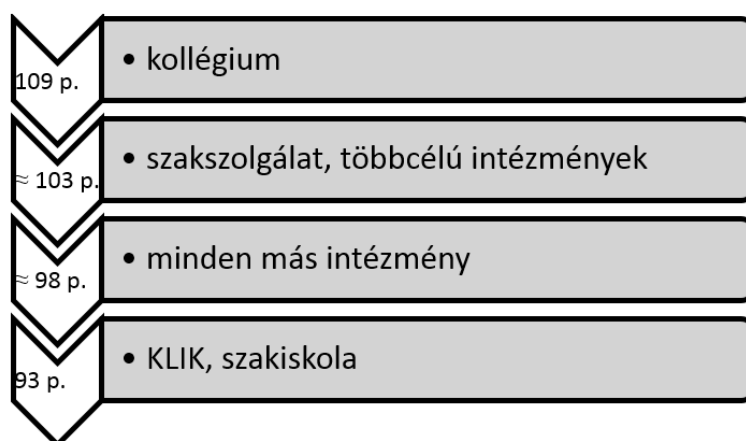 109 p.
• kollégium
≈ 103 p.
• szakszolgálat, többcélú intézmények
≈ 98 p.
• minden más intézmény
93 p.
• KLIK, szakiskola